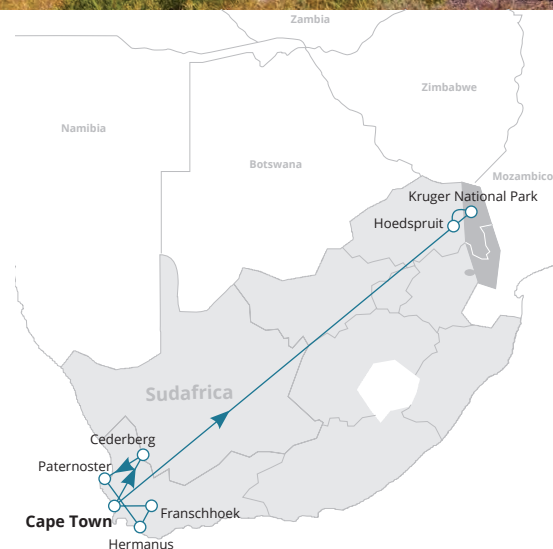 Zambia
Zimbabwe
Namibia
Botswana
Mozambico
Kruger National Park
Hoedspruit
Sudafrica
Cederberg
Paternoster
Franschhoek
Cape Town
Hermanus